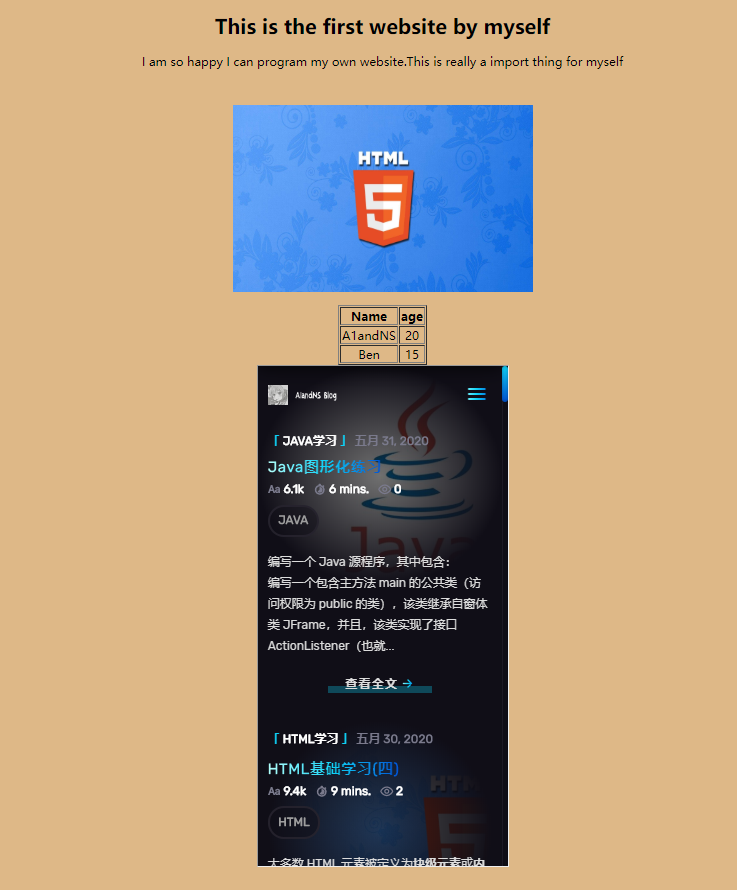 This is the first website by myself
I am so happy I can program my own website.This is really a import thing for myself
HTML
5
Name age
A1andNS 20
Ben 15
A1andNS Blog
「 JAVA学习 」 五月 31, 2020
Java图形化练习
Aa 6.1k 6 mins. 0
JAVA
Java
编写一个 Java 源程序，其中包含：
编写一个包含主方法 main 的公共类（访
问权限为 public 的类），该类继承自窗体
类 JFrame，并且，该类实现了接口
ActionListener（也就...
查看全文 →
「 HTML学习 」 五月 30, 2020
HTML基础学习(四)
Aa 9.4k 9 mins. 2
HTML
HTML
大多数 HTML 元素被定义为块级元素或内